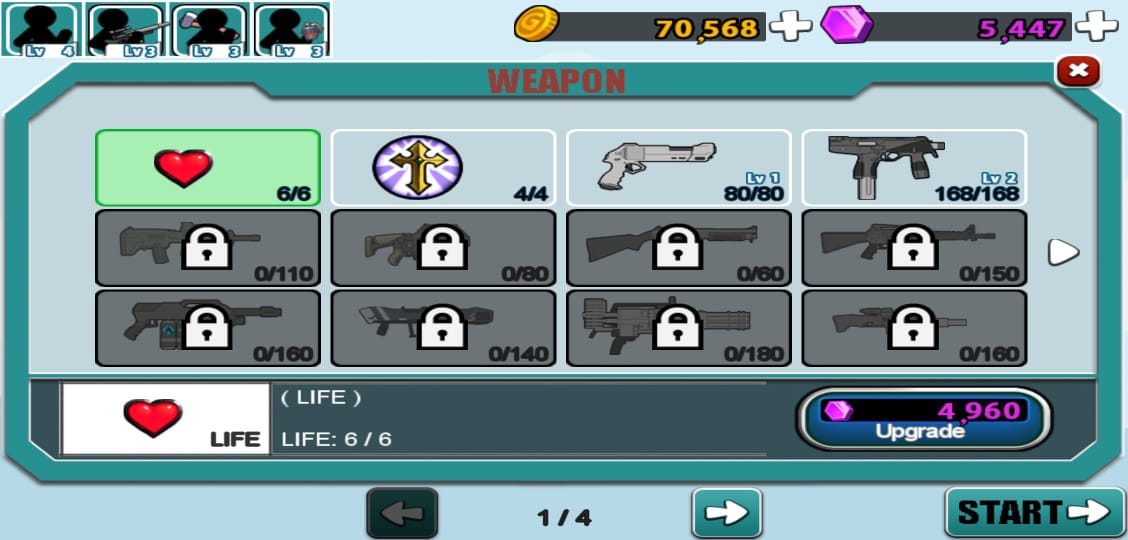 70,568
5,447
Lv 4
Lv 3
Lv 3
Lv 3
WEAPON
6/6
4/4
Lv 1
80/80
Lv 2
168/168
0/110
0/80
0/60
0/150
0/160
0/140
0/180
0/160
LIFE
( LIFE )
LIFE: 6 / 6
4,960
Upgrade
1 / 4
START